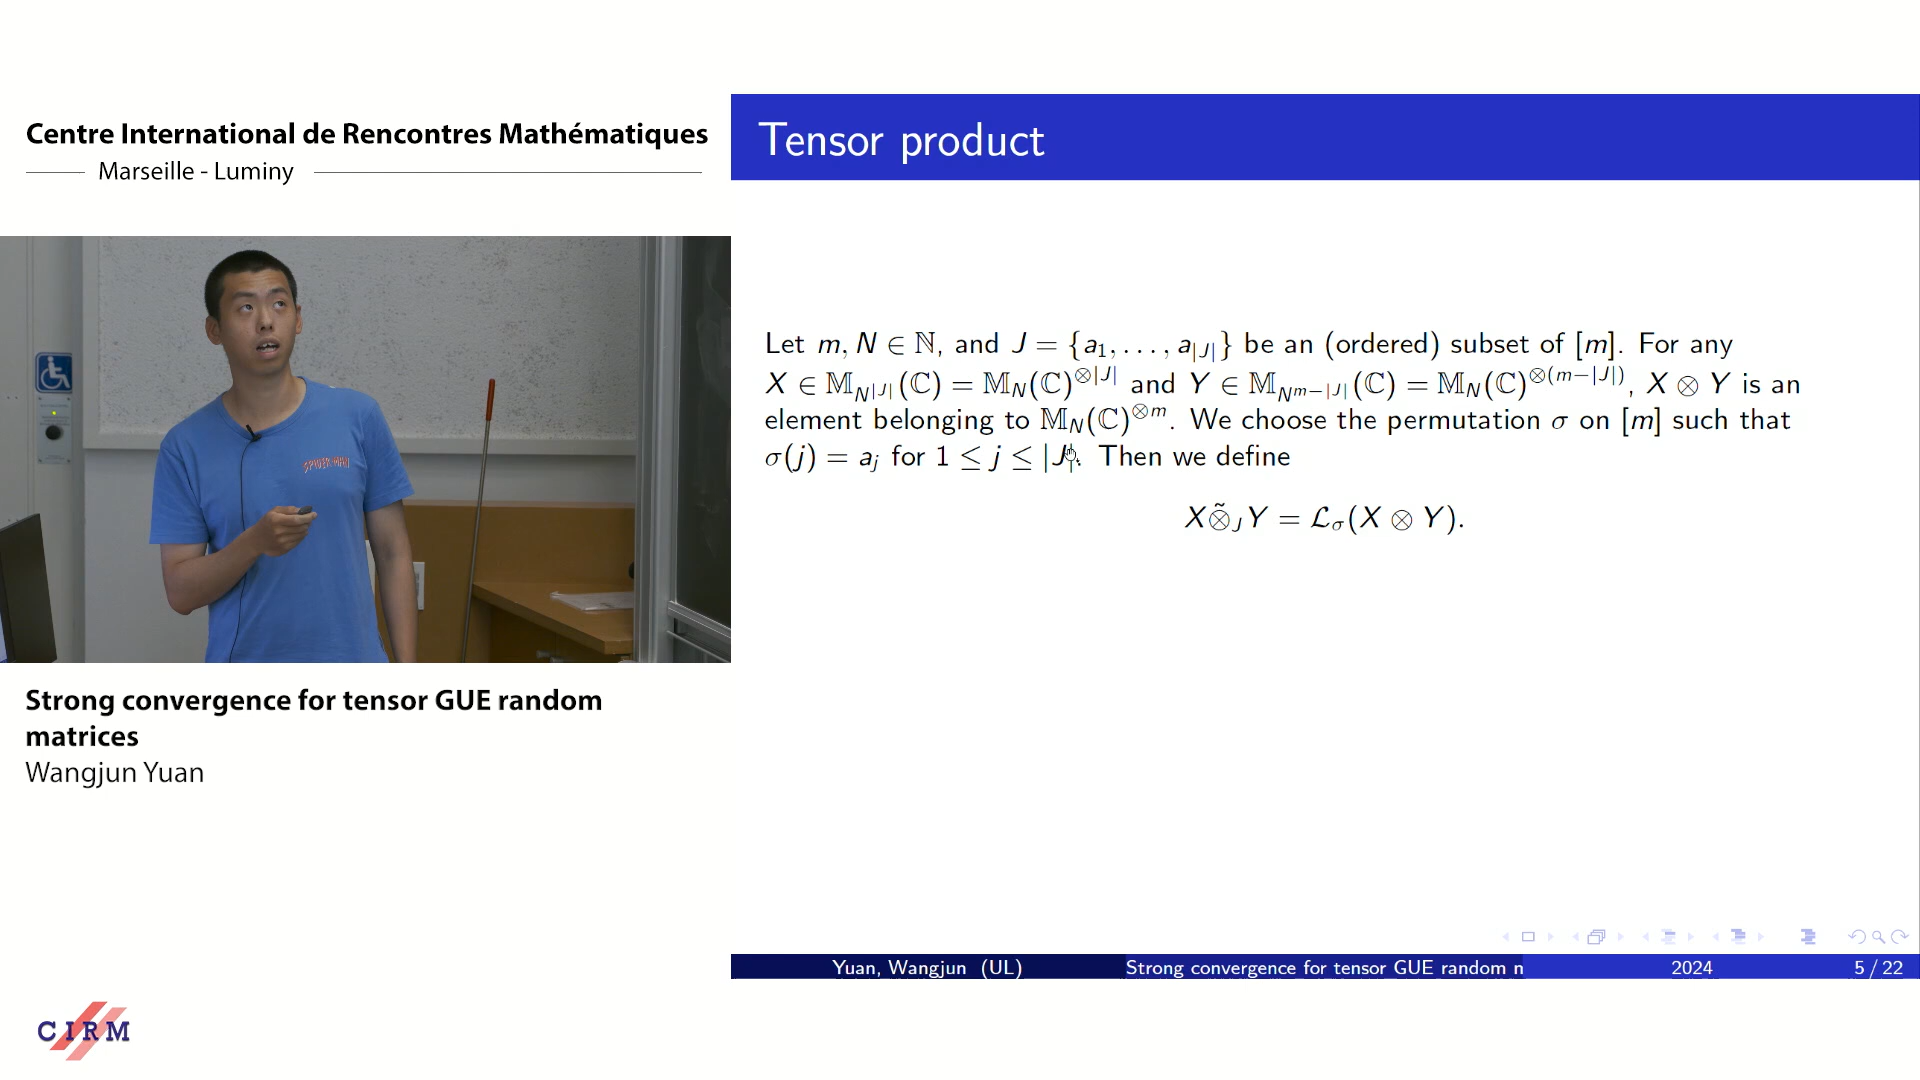 Centre International de Rencontres Mathématiques
Marseille - Luminy
SPIDER-MAN
Strong convergence for tensor GUE random
matrices
Wangjun Yuan
CIRM
Tensor product
Let m, N ∈ ℕ, and J = {a₁, . . . , a_{|J|}} be an (ordered) subset of [m]. For any
X ∈ 𝕄_{N^{|J|}}(ℂ) = 𝕄_N(ℂ)^{⊗|J|} and Y ∈ 𝕄_{N^{m−|J|}}(ℂ) = 𝕄_N(ℂ)^{⊗(m−|J|)}, X ⊗ Y is an
element belonging to 𝕄_N(ℂ)^{⊗m}. We choose the permutation σ on [m] such that
σ(j) = a_j for 1 ≤ j ≤ |J|. Then we define
X ⊗̃_J Y = ℒ_σ(X ⊗ Y).
Yuan, Wangjun (UL)
Strong convergence for tensor GUE random
2024
5 / 22